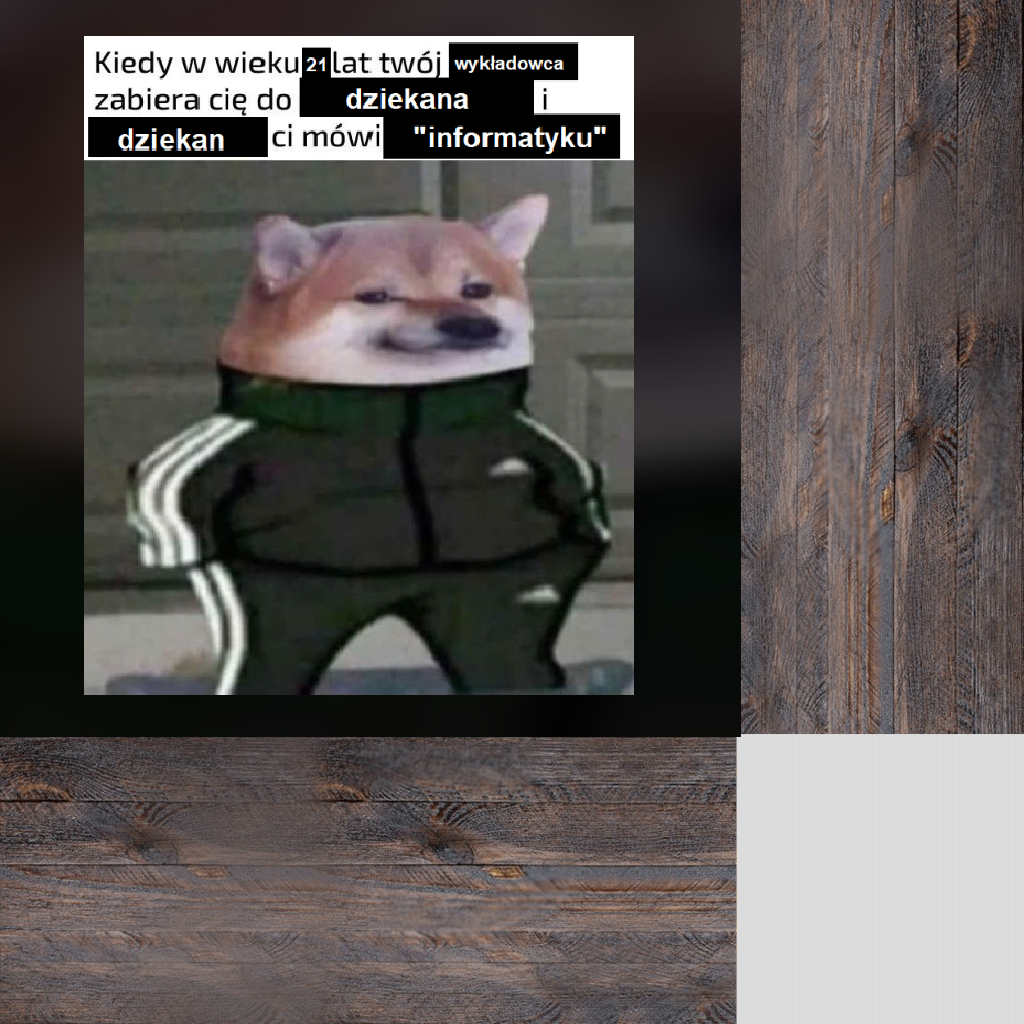 Kiedy w wieku 21 lat twój wykładowca
zabiera cię do dziekana i
dziekan ci mówi "informatyku"